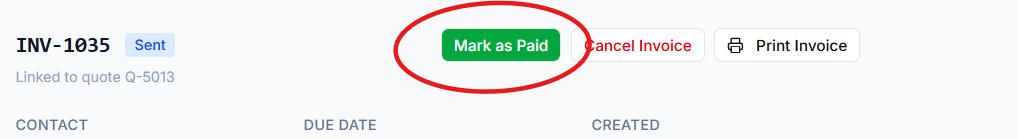 INV-1035 Sent Mark as Paid Cancel Invoice Print Invoice
Linked to quote Q-5013
CONTACT DUE DATE CREATED